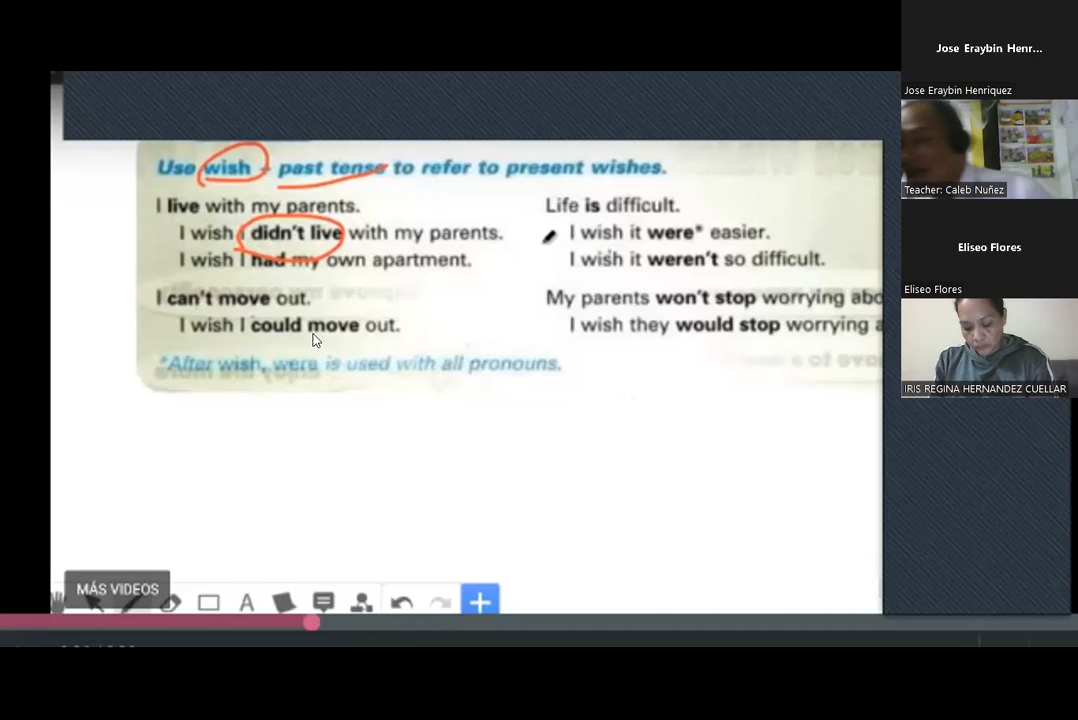 Use wish + past tense to refer to present wishes.
I live with my parents.
I wish I didn't live with my parents.
I wish I had my own apartment.
I can't move out.
I wish I could move out.
*After wish, were is used with all pronouns.
Life is difficult.
I wish it were* easier.
I wish it weren't so difficult.
My parents won't stop worrying abo
I wish they would stop worrying a
MÁS VIDEOS
A
Jose Eraybin Henr...
Jose Eraybin Henriquez
Teacher: Caleb Nuñez
Eliseo Flores
Eliseo Flores
IRIS REGINA HERNANDEZ CUELLAR